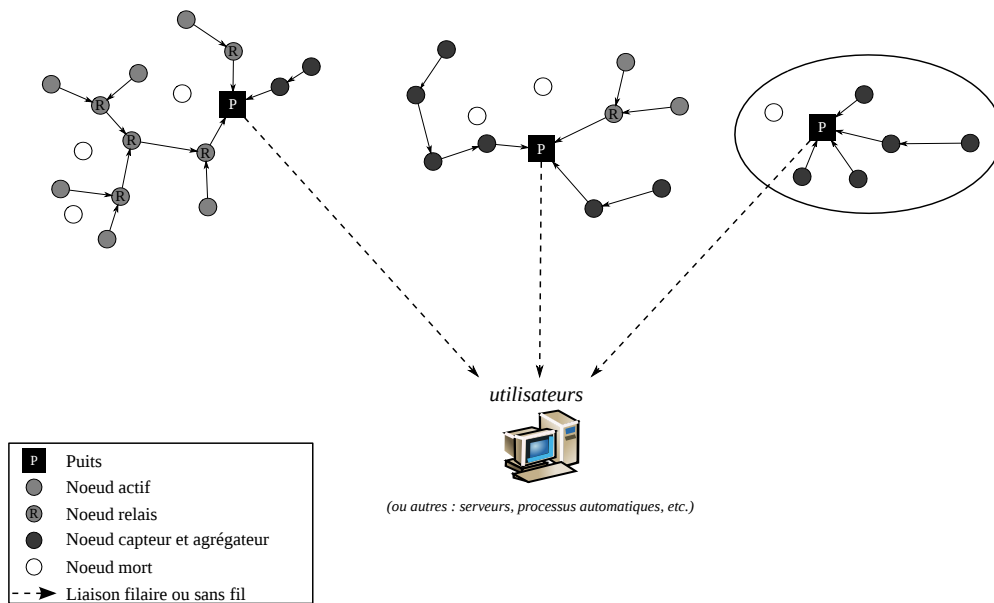 R
R
P
R
R
R
R
P
P
utilisateurs
(ou autres : serveurs, processus automatiques, etc.)
P Puits
Noeud actif
R Noeud relais
Noeud capteur et agrégateur
Noeud mort
Liaison filaire ou sans fil